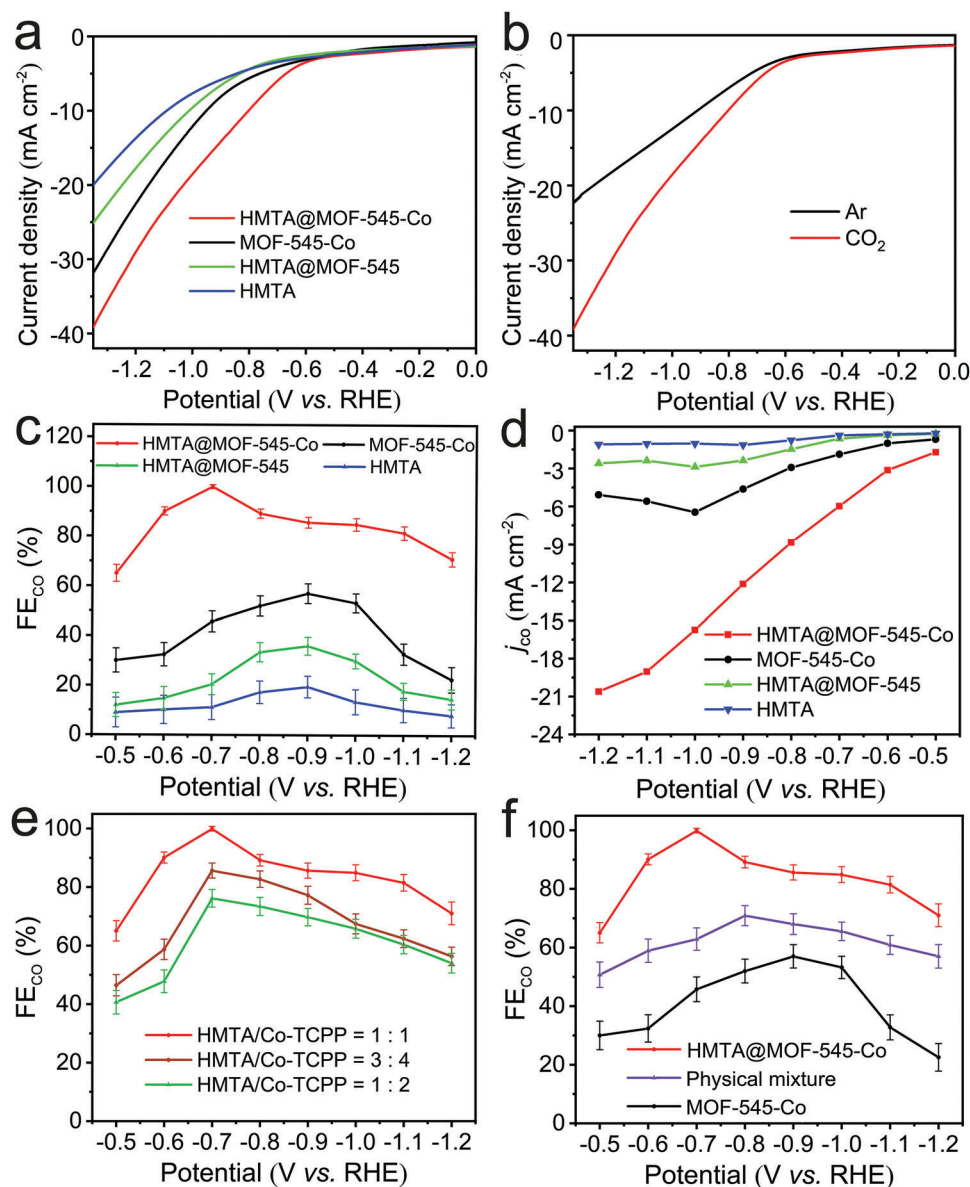 a
Current density (mA cm⁻²)
0
-10
-20
-30
-40
HMTA@MOF-545-Co
MOF-545-Co
HMTA@MOF-545
HMTA
-1.2 -1.0 -0.8 -0.6 -0.4 -0.2 0.0
Potential (V vs. RHE)
b
Current density (mA cm⁻²)
0
-10
-20
-30
-40
Ar
CO₂
-1.2 -1.0 -0.8 -0.6 -0.4 -0.2 0.0
Potential (V vs. RHE)
c
FE_CO (%)
120
100
80
60
40
20
0
HMTA@MOF-545-Co MOF-545-Co
HMTA@MOF-545 HMTA
-0.5 -0.6 -0.7 -0.8 -0.9 -1.0 -1.1 -1.2
Potential (V vs. RHE)
d
j_co (mA cm⁻²)
0
-3
-6
-9
-12
-15
-18
-21
-24
HMTA@MOF-545-Co
MOF-545-Co
HMTA@MOF-545
HMTA
-1.2 -1.1 -1.0 -0.9 -0.8 -0.7 -0.6 -0.5
Potential (V vs. RHE)
e
FE_CO (%)
100
80
60
40
20
0
HMTA/Co-TCPP = 1 : 1
HMTA/Co-TCPP = 3 : 4
HMTA/Co-TCPP = 1 : 2
-0.5 -0.6 -0.7 -0.8 -0.9 -1.0 -1.1 -1.2
Potential (V vs. RHE)
f
FE_CO (%)
100
80
60
40
20
0
HMTA@MOF-545-Co
Physical mixture
MOF-545-Co
-0.5 -0.6 -0.7 -0.8 -0.9 -1.0 -1.1 -1.2
Potential (V vs. RHE)